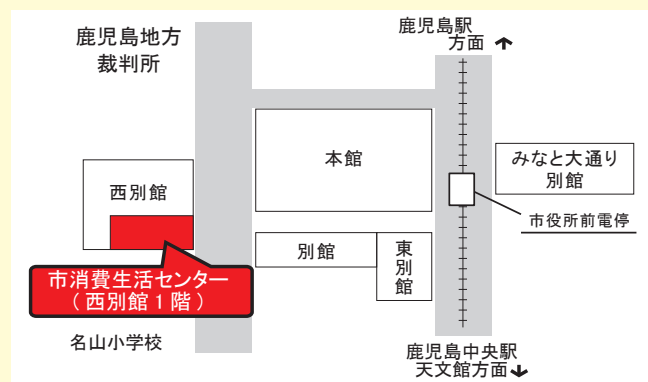 鹿児島地方
裁判所
鹿児島駅
方面
本館
みなと大通り
別館
西別館
市役所前電停
別館
東別館
市消費生活センター
（西別館1階）
名山小学校
鹿児島中央駅
天文館方面